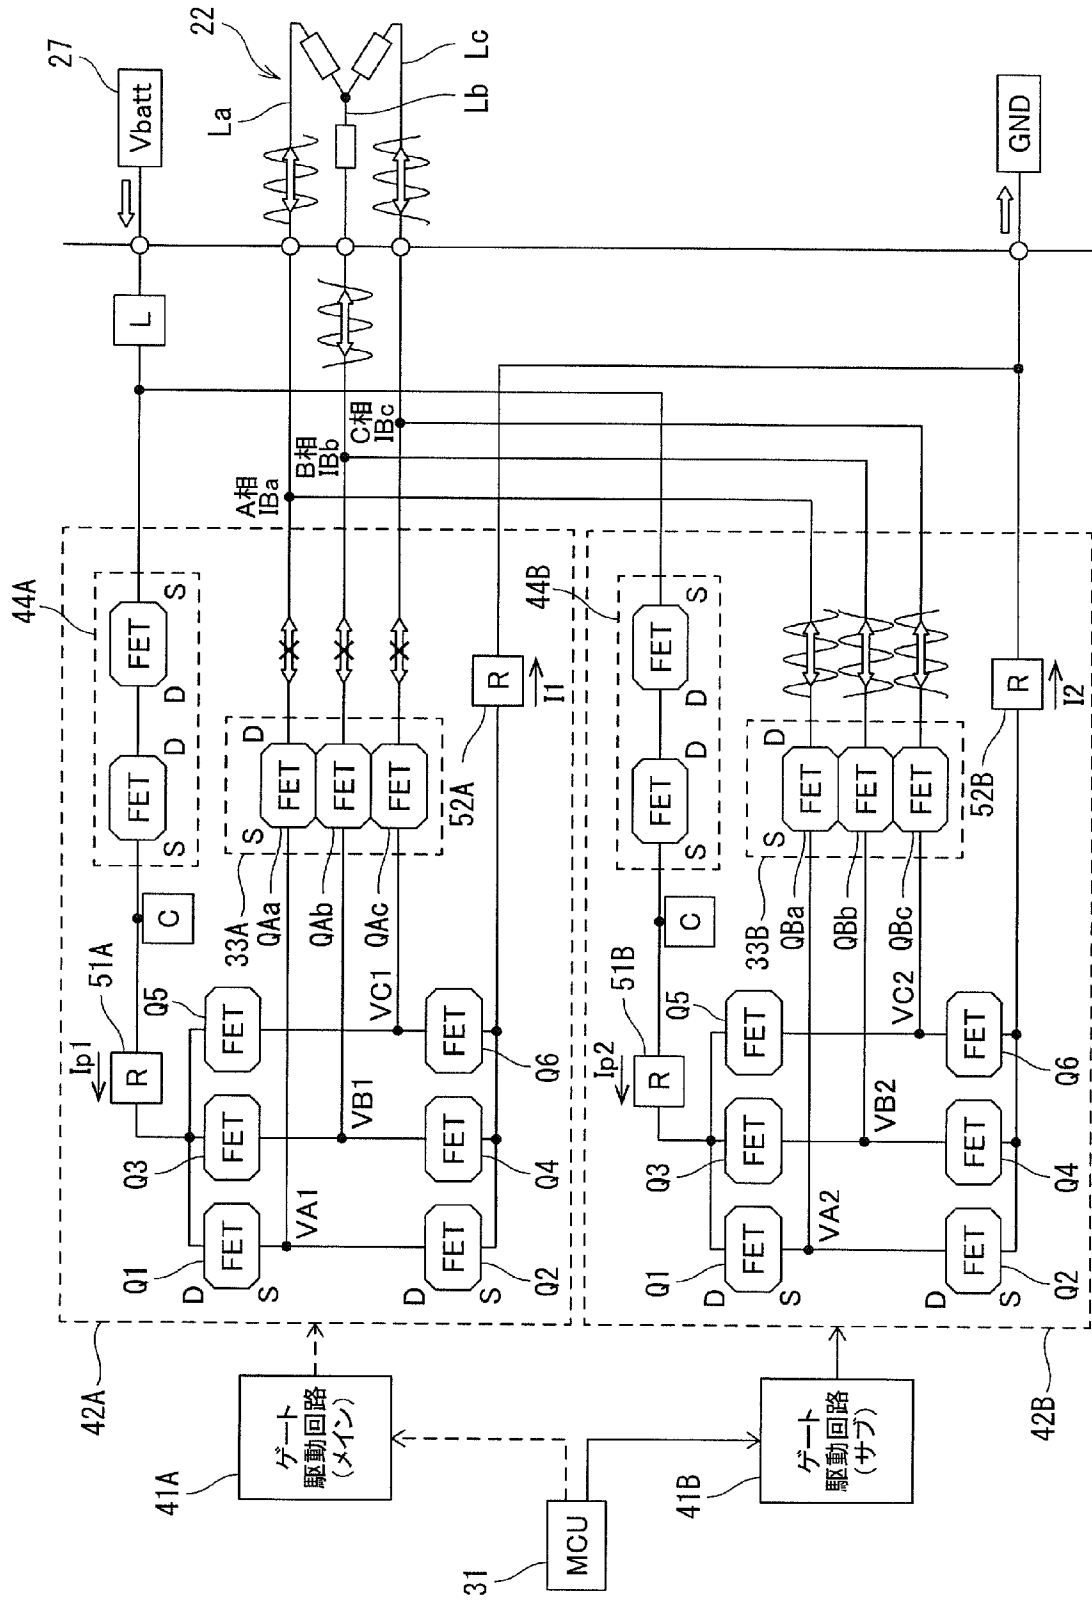 27
Vbatt
22
La
Lb
Lc
GND
L
A相
IBa
B相
IBb
C相
IBc
44A
FET
FET
S
D
D
S
C
51A
R
Ip1
33A
S
D
FET
FET
FET
QAa
QAb
QAc
52A
R
I1
Q5
FET
Q3
FET
Q1
FET
D
S
VA1
VB1
VC1
FET
Q6
FET
Q4
FET
Q2
D
S
42A
ゲート
駆動回路
(メイン)
41A
MCU
31
44B
FET
FET
S
D
D
S
C
51B
R
Ip2
33B
S
D
FET
FET
FET
QBa
QBb
QBc
52B
R
I2
Q5
FET
Q3
FET
Q1
FET
D
S
VA2
VB2
VC2
FET
Q6
FET
Q4
FET
Q2
D
S
42B
ゲート
駆動回路
(サブ)
41B